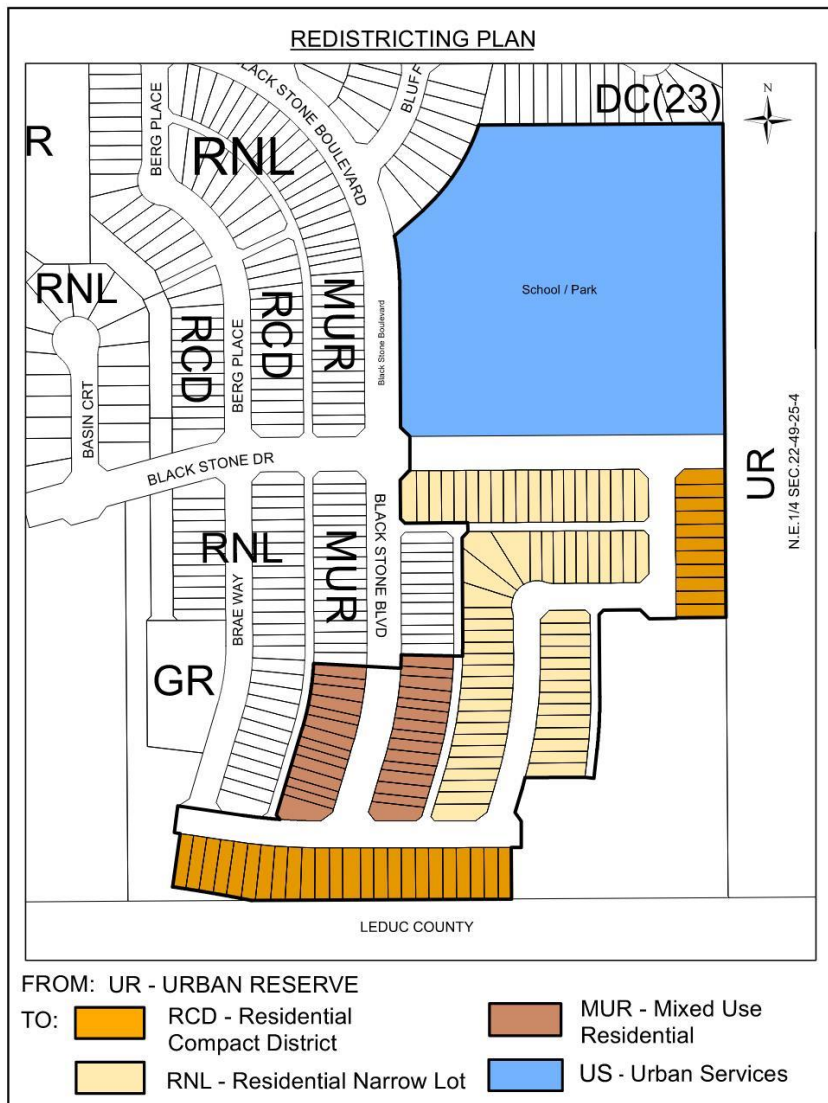 REDISTRICTING PLAN
N
BLACK STONE BOULEVARD
BLUFF
DC(23)
BERG PLACE
R
RNL
School / Park
RNL
RCD
RCD
MUR
BERG PLACE
Black Stone Boulevard
BASIN CRT
BLACK STONE DR
UR
N.E.1/4 SEC.22-49-25-4
RNL
MUR
BLACK STONE BLVD
BRAE WAY
GR
LEDUC COUNTY
FROM: UR - URBAN RESERVE
TO:
RCD - Residential
Compact District
MUR - Mixed Use
Residential
RNL - Residential Narrow Lot
US - Urban Services